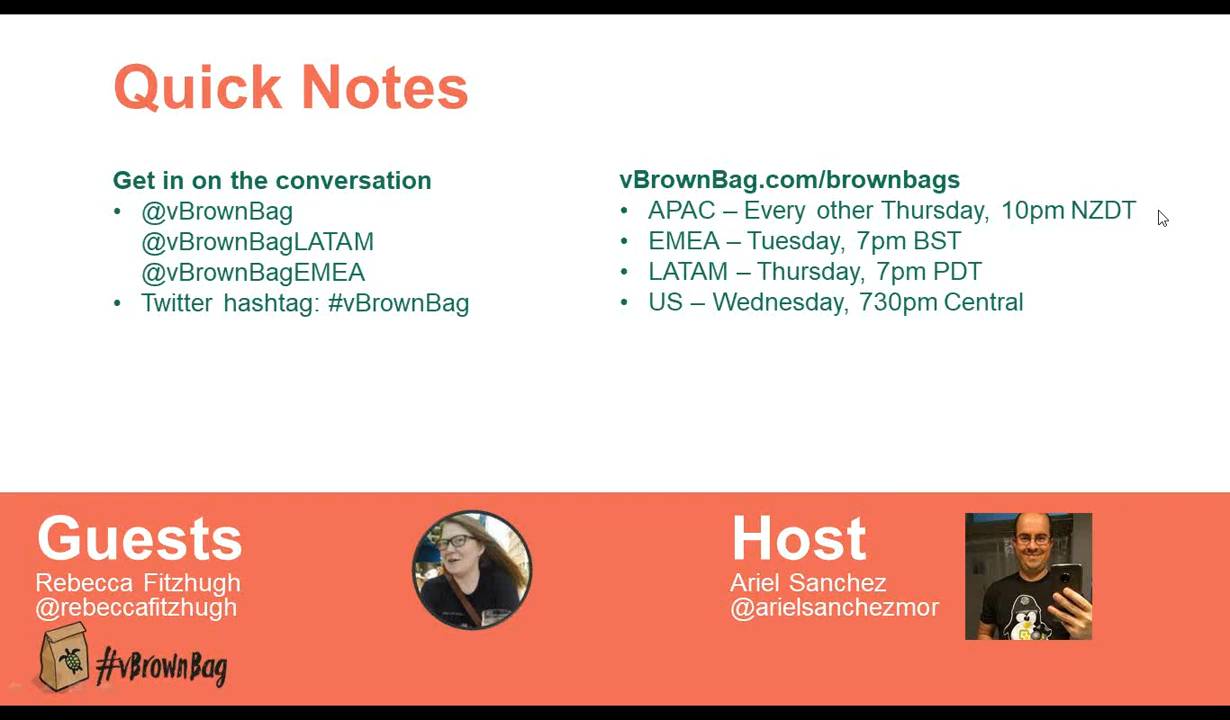 Quick Notes
Get in on the conversation
• @vBrownBag
@vBrownBagLATAM
@vBrownBagEMEA
• Twitter hashtag: #vBrownBag
vBrownBag.com/brownbags
• APAC – Every other Thursday, 10pm NZDT
• EMEA – Tuesday, 7pm BST
• LATAM – Thursday, 7pm PDT
• US – Wednesday, 730pm Central
Guests
Rebecca Fitzhugh
@rebeccafitzhugh
Host
Ariel Sanchez
@arielsanchezmor
#vBrownBag